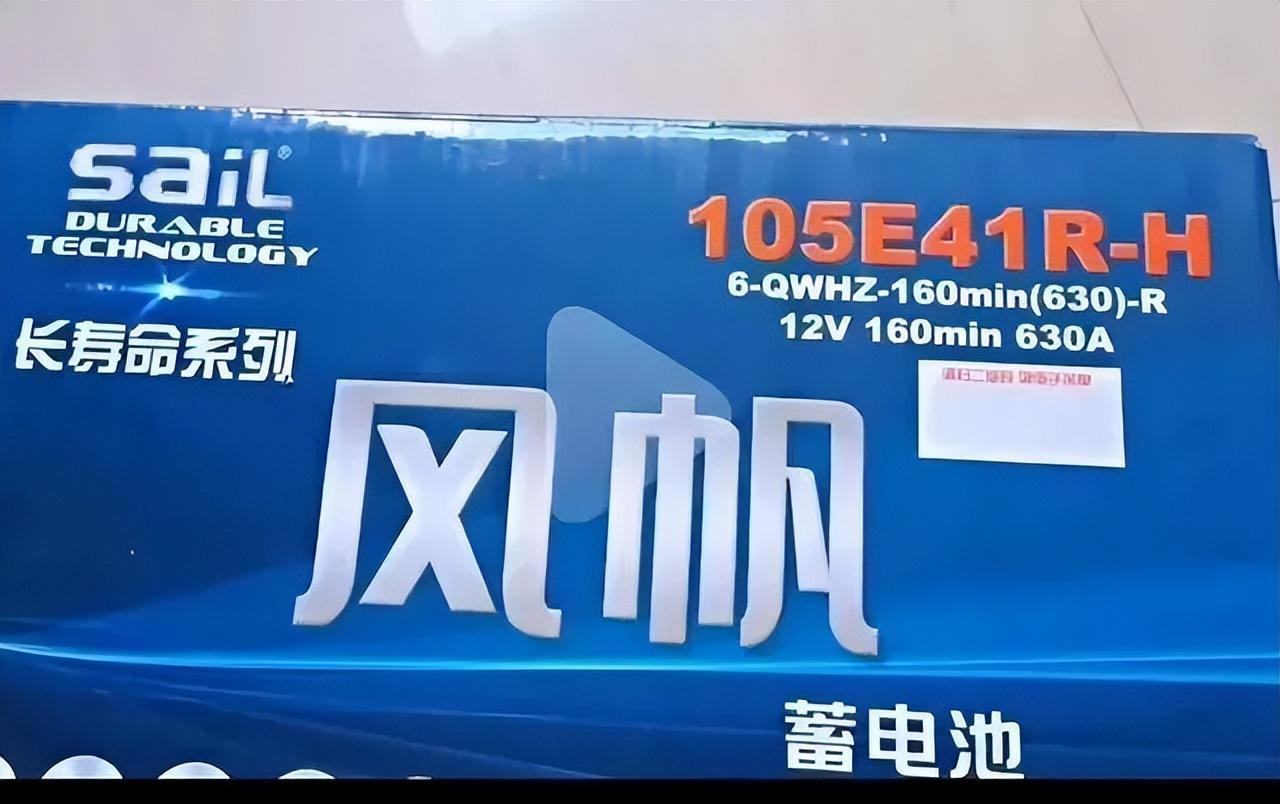 sail®
DURABLE
TECHNOLOGY
长寿命系列
105E41R-H
6-QWHZ-160min(630)-R
12V 160min 630A
风帆
蓄电池